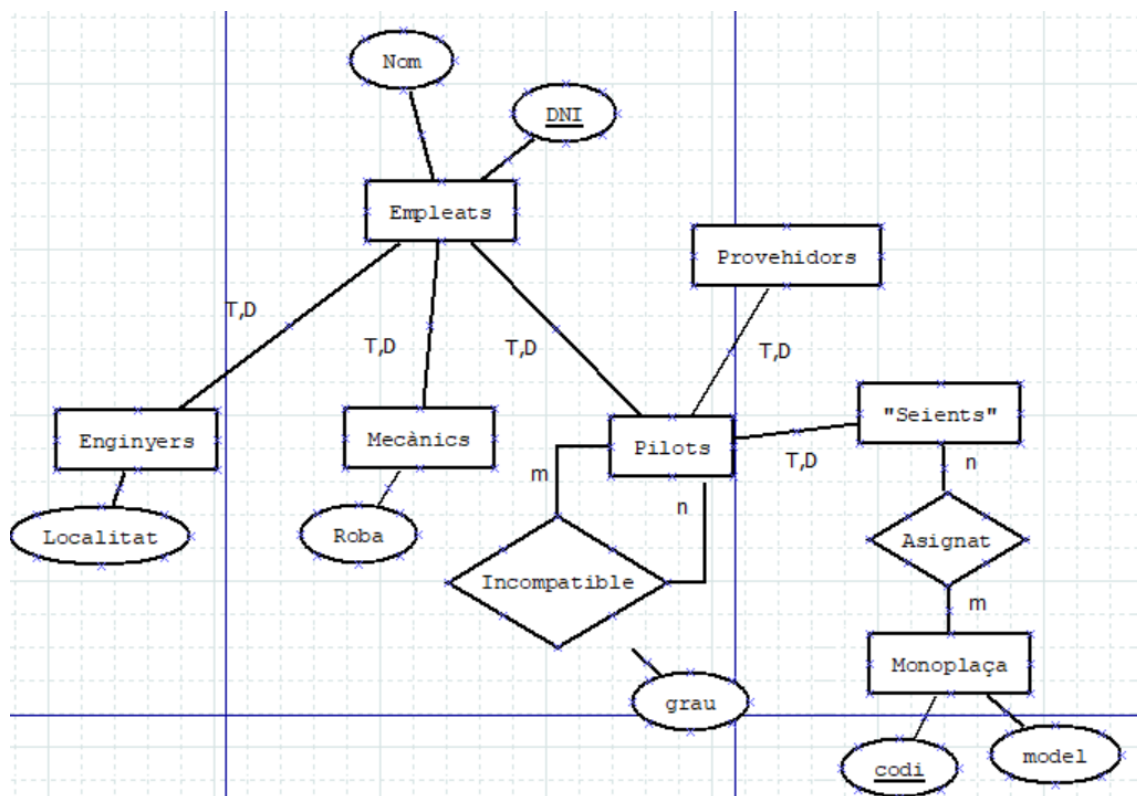 Nom
DNI
Empleats
Provehidors
T,D
T,D
T,D
T,D
"Seients"
Enginyers
Mecànics
Pilots
T,D
m
n
n
Localitat
Roba
Asignat
Incompatible
m
Monoplaça
grau
codi
model